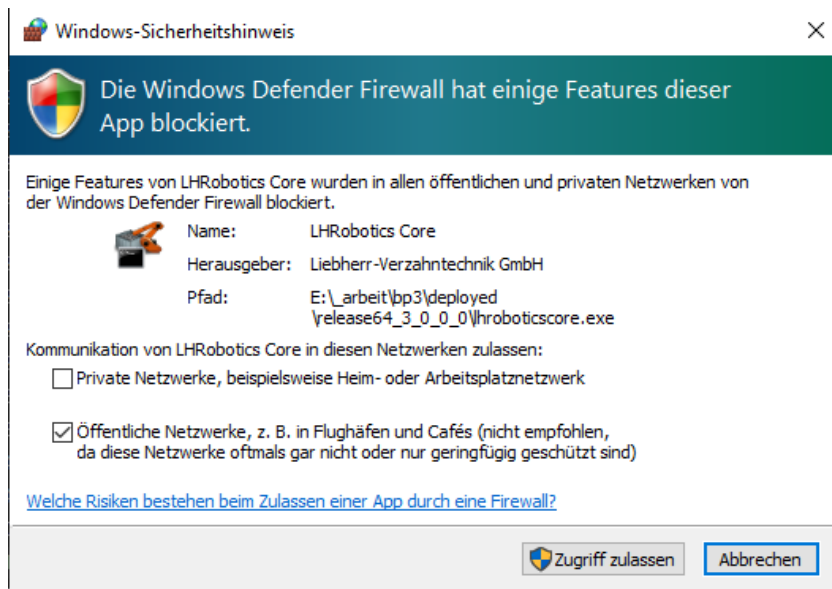 Windows-Sicherheitshinweis
Die Windows Defender Firewall hat einige Features dieser
App blockiert.
Einige Features von LHRobotics Core wurden in allen öffentlichen und privaten Netzwerken von
der Windows Defender Firewall blockiert.
Name: LHRobotics Core
Herausgeber: Liebherr-Verzahntechnik GmbH
Pfad: E:\_arbeit\bp3\deployed
\release64_3_0_0_0\lhroboticscore.exe
Kommunikation von LHRobotics Core in diesen Netzwerken zulassen:
Private Netzwerke, beispielsweise Heim- oder Arbeitsplatznetzwerk
Öffentliche Netzwerke, z. B. in Flughäfen und Cafés (nicht empfohlen,
da diese Netzwerke oftmals gar nicht oder nur geringfügig geschützt sind)
Welche Risiken bestehen beim Zulassen einer App durch eine Firewall?
Zugriff zulassen Abbrechen